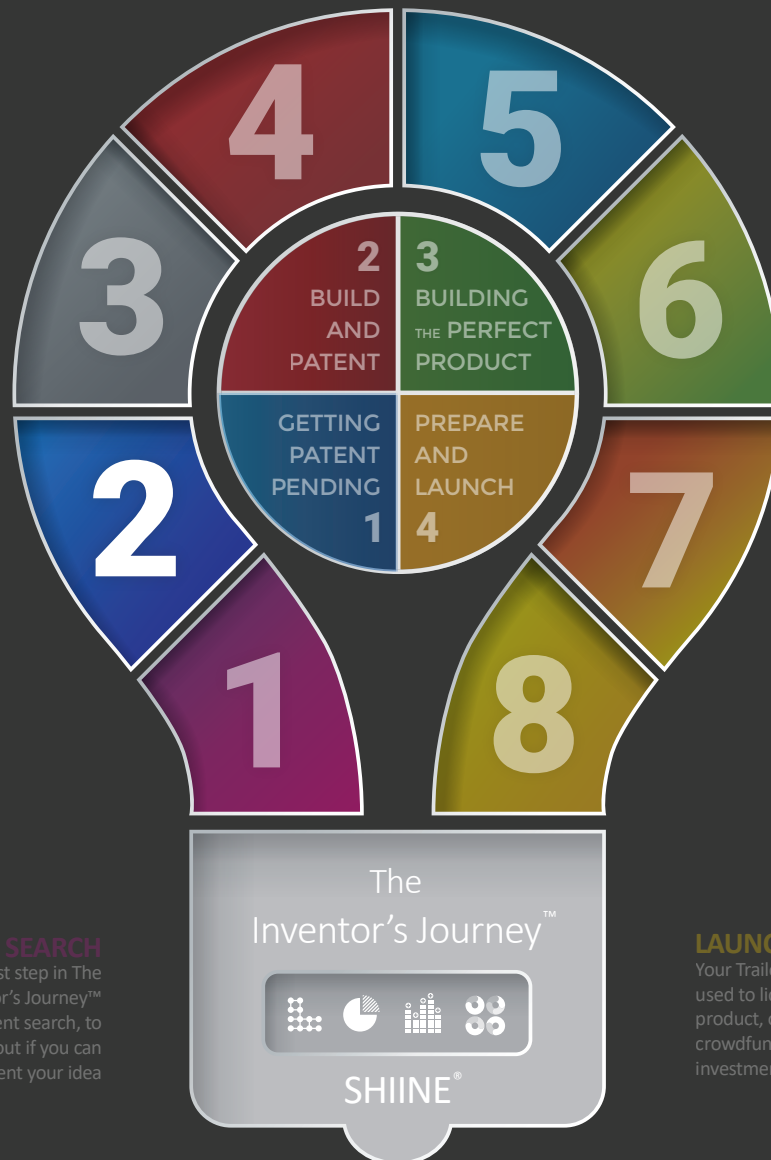 4
5
3
6
2
BUILD
AND
PATENT
3
BUILDING
THE PERFECT
PRODUCT
GETTING
PATENT
PENDING
1
PREPARE
AND
LAUNCH
4
2
7
1
8
The
Inventor's Journey™
SHIINE®
SEARCH
st step in The
or's Journey™
ent search, to
out if you can
ent your idea
LAUNC
Your Traile
used to lic
product, 
crowdfun
investmen